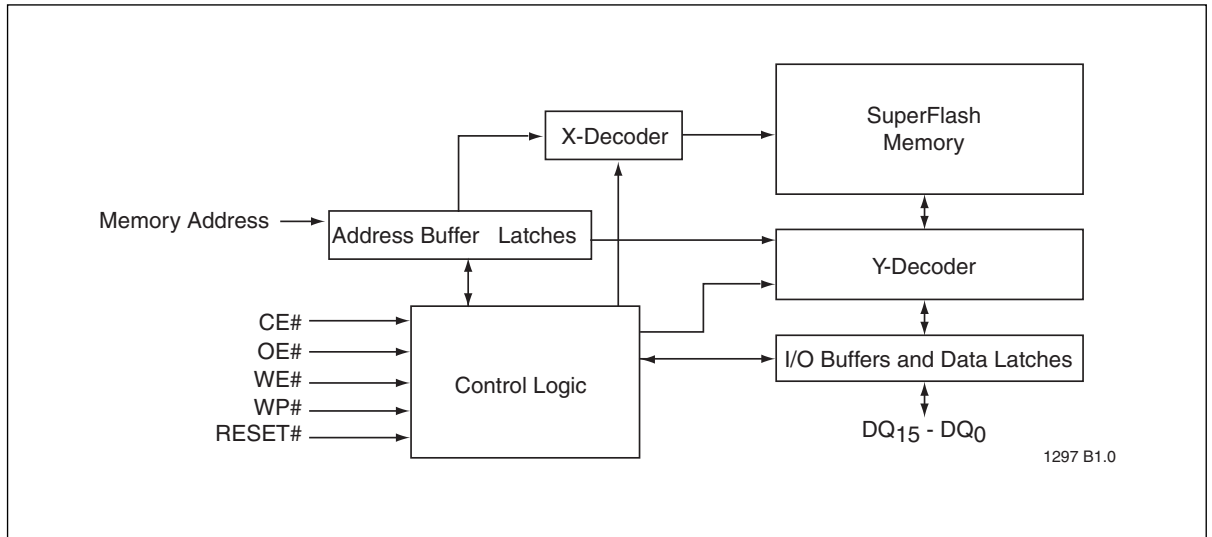 SuperFlash
Memory
X-Decoder
Memory Address
Address Buffer Latches
Y-Decoder
CE#
OE#
WE#
WP#
RESET#
Control Logic
I/O Buffers and Data Latches
DQ15 - DQ0
1297 B1.0